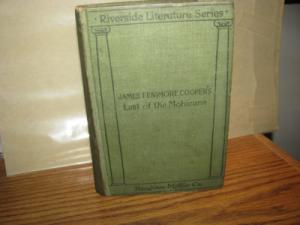 Riverside Literature Series
JAMES FENIMORE COOPER'S
Last of the Mohicans
Houghton Mifflin Co.